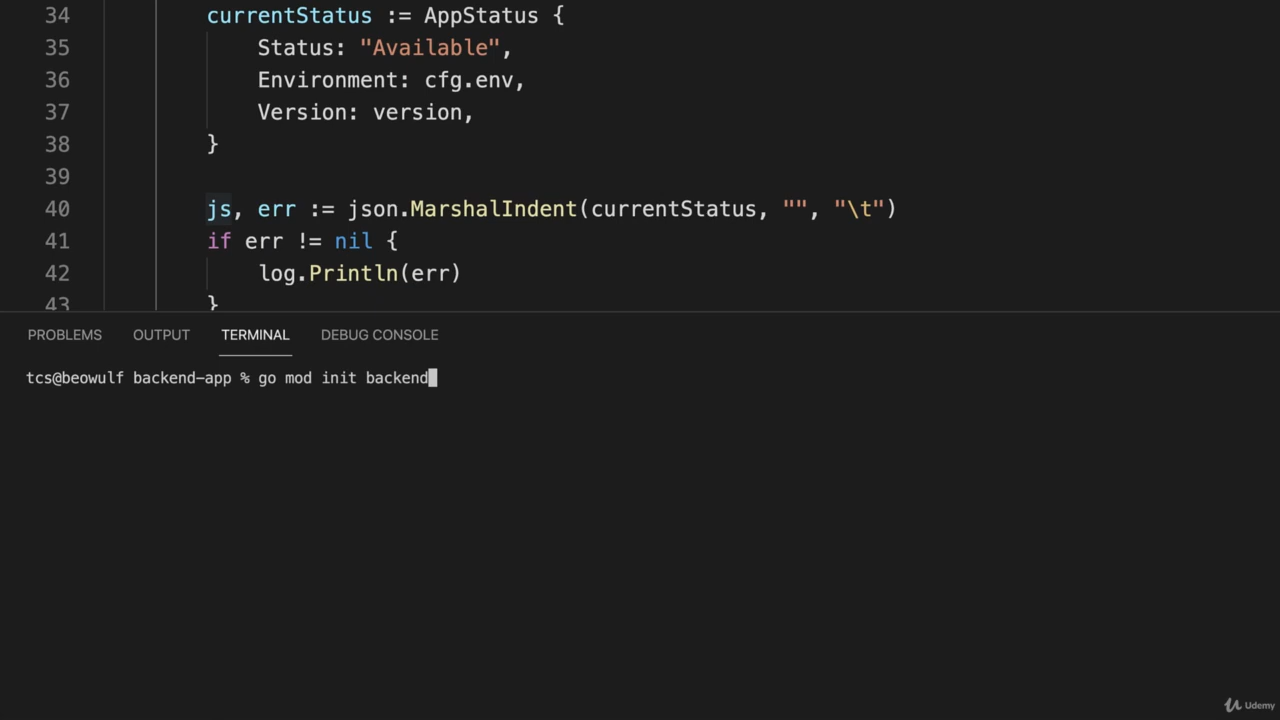 34 currentStatus := AppStatus {
35 Status: "Available",
36 Environment: cfg.env,
37 Version: version,
38 }
39
40 js, err := json.MarshalIndent(currentStatus, "", "\t")
41 if err != nil {
42 log.Println(err)
43 }
PROBLEMS OUTPUT TERMINAL DEBUG CONSOLE
tcs@beowulf backend-app % go mod init backend
Udemy